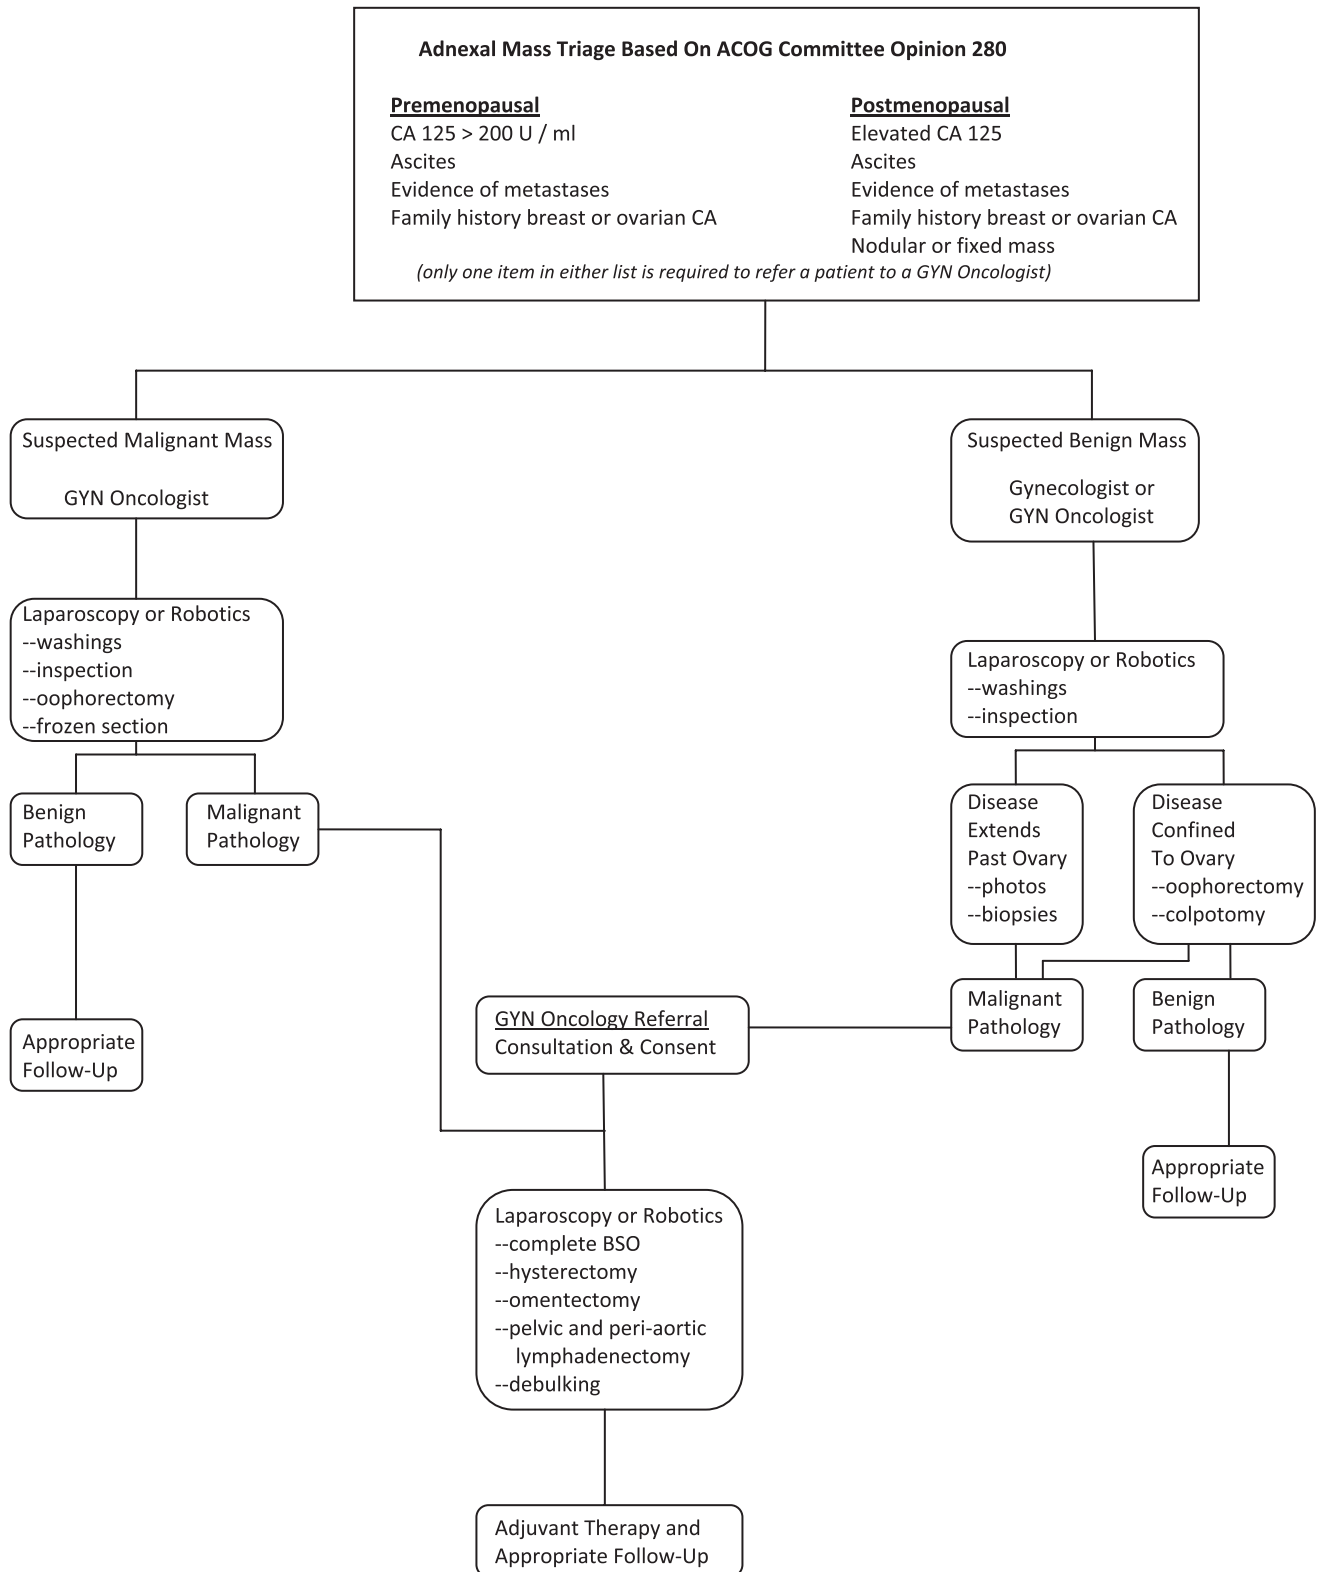 Adnexal Mass Triage Based On ACOG Committee Opinion 280
Premenopausal
CA 125 > 200 U / ml
Ascites
Evidence of metastases
Family history breast or ovarian CA
Postmenopausal
Elevated CA 125
Ascites
Evidence of metastases
Family history breast or ovarian CA
Nodular or fixed mass
(only one item in either list is required to refer a patient to a GYN Oncologist)
Suspected Malignant Mass
GYN Oncologist
Suspected Benign Mass
Gynecologist or
GYN Oncologist
Laparoscopy or Robotics
--washings
--inspection
--oophorectomy
--frozen section
Laparoscopy or Robotics
--washings
--inspection
Benign
Pathology
Malignant
Pathology
Disease
Extends
Past Ovary
--photos
--biopsies
Disease
Confined
To Ovary
--oophorectomy
--colpotomy
Malignant
Pathology
Benign
Pathology
GYN Oncology Referral
Consultation & Consent
Appropriate
Follow-Up
Appropriate
Follow-Up
Laparoscopy or Robotics
--complete BSO
--hysterectomy
--omentectomy
--pelvic and peri-aortic
lymphadenectomy
--debulking
Adjuvant Therapy and
Appropriate Follow-Up